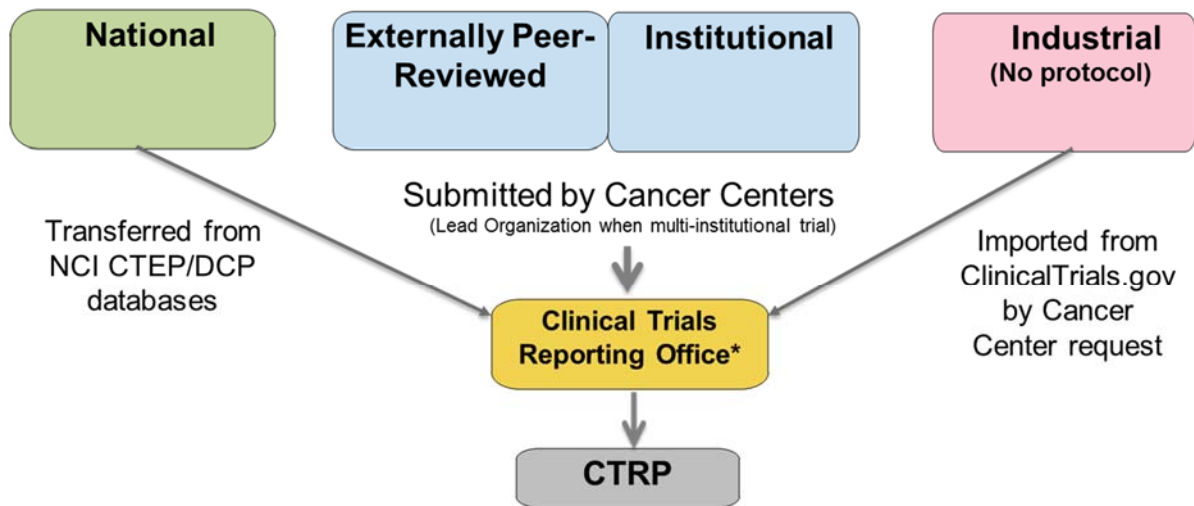 National
Externally Peer-
Reviewed
Institutional
Industrial
(No protocol)
Submitted by Cancer Centers
(Lead Organization when multi-institutional trial)
Transferred from
NCI CTEP/DCP
databases
Imported from
ClinicalTrials.gov
by Cancer
Center request
Clinical Trials
Reporting Office*
CTRP